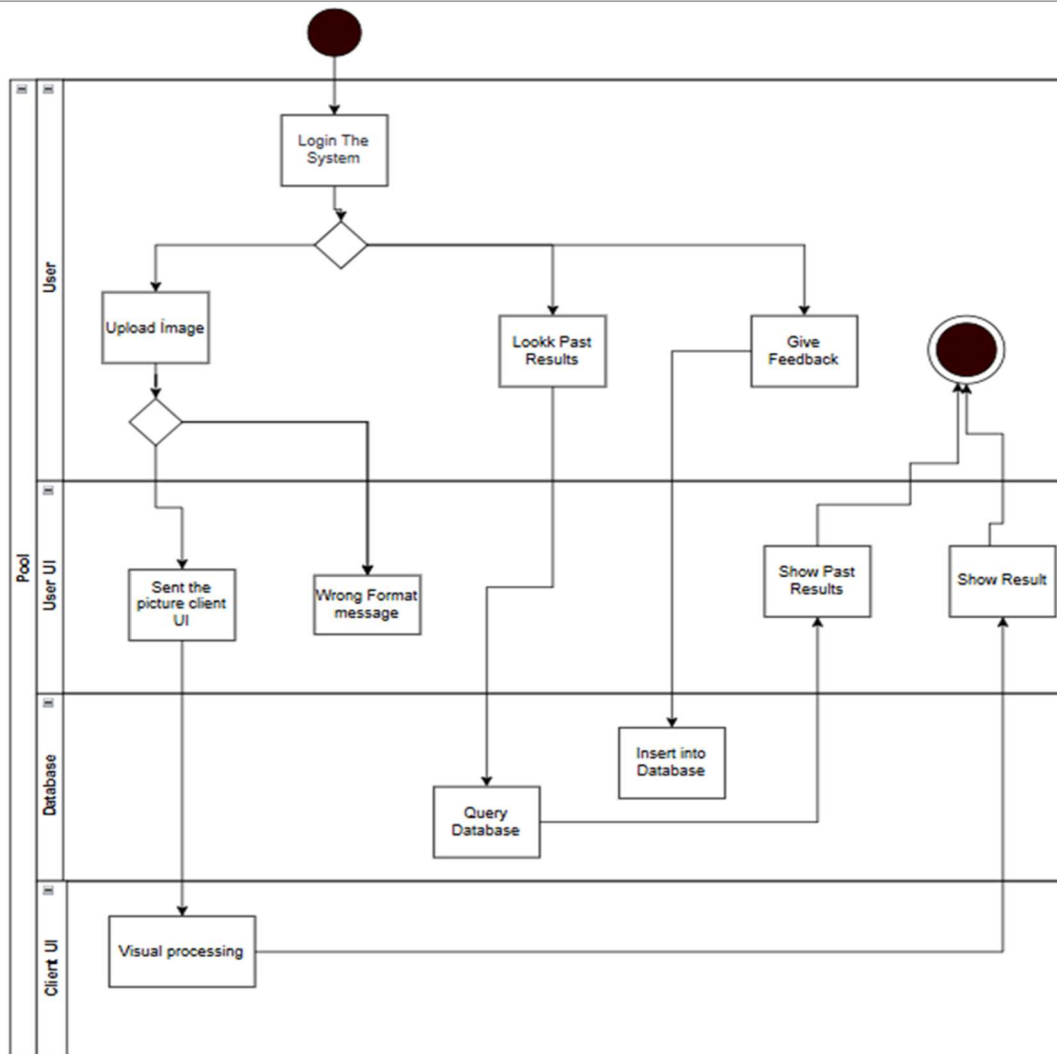 Pool
User
Login The
System
Upload İmage
Lookk Past
Results
Give
Feedback
User UI
Sent the
picture client
UI
Wrong Format
message
Show Past
Results
Show Result
Database
Insert into
Database
Query
Database
Client UI
Visual processing